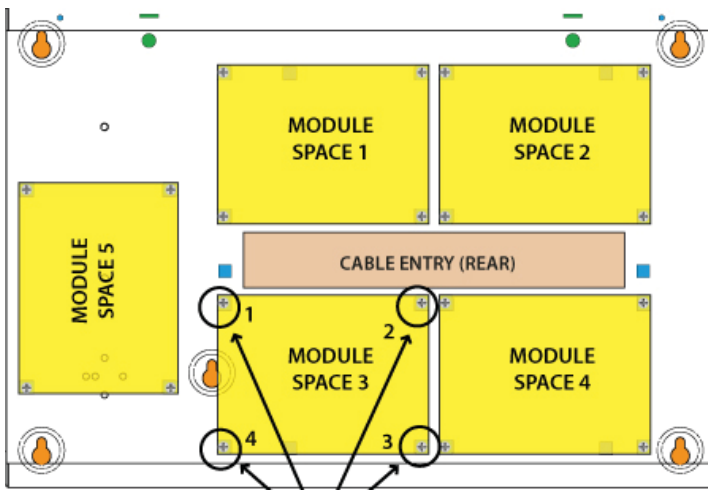 MODULE
SPACE 1
MODULE
SPACE 2
MODULE
SPACE 5
CABLE ENTRY (REAR)
1
2
MODULE
SPACE 3
MODULE
SPACE 4
4
3